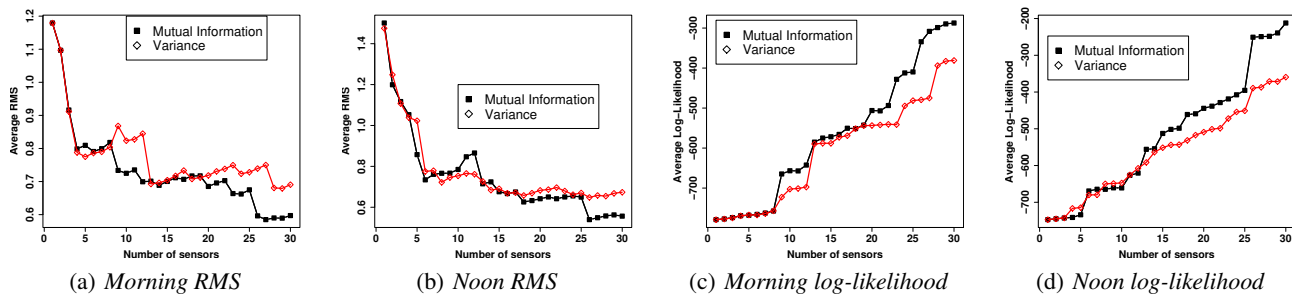 1.2
1.1
1.0
0.9
0.8
0.7
0.6
Average RMS
Mutual Information
Variance
0 5 10 15 20 25 30
Number of sensors
(a) Morning RMS
1.4
1.2
1.0
0.8
0.6
Average RMS
Mutual Information
Variance
0 5 10 15 20 25 30
Number of sensors
(b) Noon RMS
-300
-400
-500
-600
-700
Average Log-Likelihood
Mutual Information
Variance
0 5 10 15 20 25 30
Number of sensors
(c) Morning log-likelihood
-200
-300
-400
-500
-600
-700
Average Log-Likelihood
Mutual Information
Variance
0 5 10 15 20 25 30
Number of sensors
(d) Noon log-likelihood